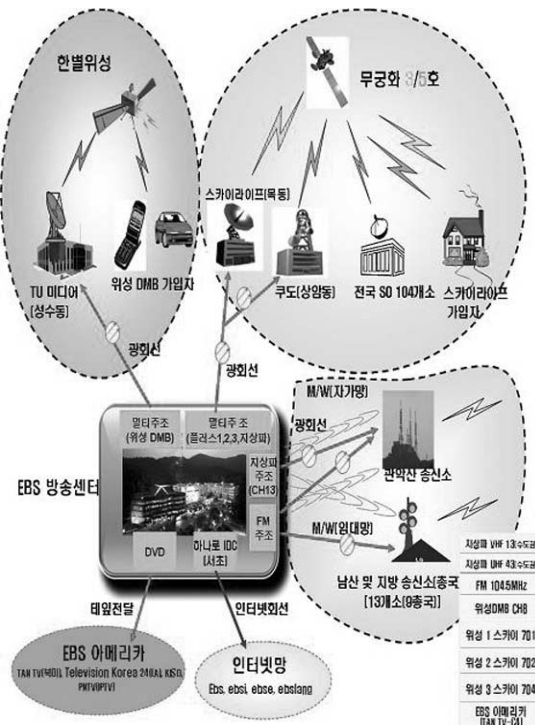 한별위성
무궁화 3/5호
스카이라이프(목동)
TU 미디어
[성수동]
위성 DMB 가입자
쿠도(상암동)
전국 SO 104개소
스카이라이프
가입자
광회선
광회선
광회선
M/W(자가망)
광회선
멀티주조
(위성 DMB)
멀티주조
(플러스1,2,3,지상파)
지상파
주조
(CH13)
관악산 송신소
EBS 방송센터
FM
주조
M/W(임대망)
DVD
하나로 IDC
(서초)
남산 및 지방 송신소(총국
[13개소(9총국)]
테잎전달
인터넷회선
EBS 아메리카
TAN TV(북미), Television Korea 24(LA),
인터넷망
Ebs, ebsi, ebse, ebslang
지상파 VHF 13(수도권
지상파 UHF 43(수도권
FM 104.5MHz
위성DMB CH8
위성 1 스카이 701
위성 2 스카이 702
위성 3 스카이 704
EBS 아메리카